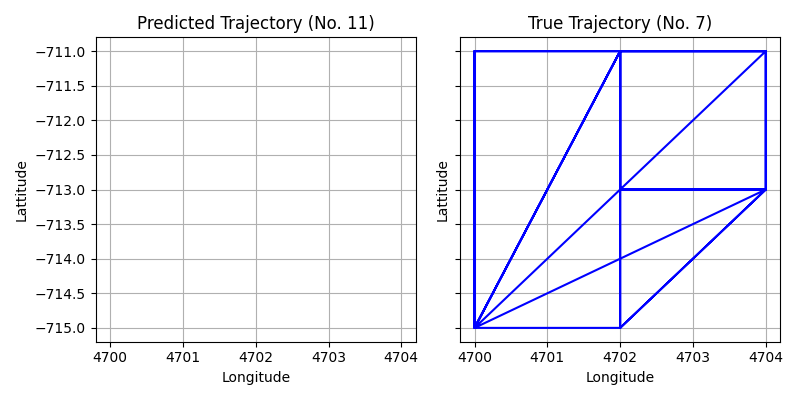 Predicted Trajectory (No. 11)
True Trajectory (No. 7)
−711.0
−711.5
−712.0
−712.5
−713.0
−713.5
−714.0
−714.5
−715.0
Lattitude
Lattitude
4700 4701 4702 4703 4704
4700 4701 4702 4703 4704
Longitude
Longitude